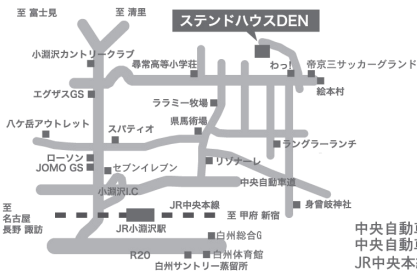 至 富士見
至 清里
ステンドハウスDEN
小淵沢カントリークラブ
尋常高等小学荘
わっ!
帝京三サッカーグランド
絵本村
エグザスGS
ララミー牧場
八ケ岳アウトレット
県馬術場
スパティオ
ラングラーランチ
ローソン
JOMO GS
セブンイレブン
リゾナーレ
小淵沢I.C
中央自動車道
至
名古屋
長野 諏訪
JR中央本線
至 甲府 新宿
身曾岐神社
JR小淵沢駅
白州総合G
R20
白州体育館
白州サントリー蒸留所
中央自動車
中央自動車
JR中央本線